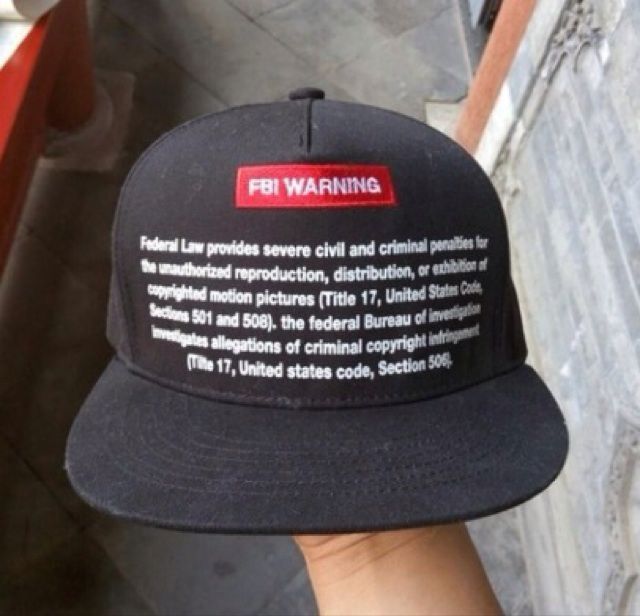 FBI WARNING
Federal Law provides severe civil and criminal penalties for
the unauthorized reproduction, distribution, or exhibition of
copyrighted motion pictures (Title 17, United States Code,
Sections 501 and 508). the federal Bureau of investigation
investigates allegations of criminal copyright infringement
(Title 17, United states code, Section 506).